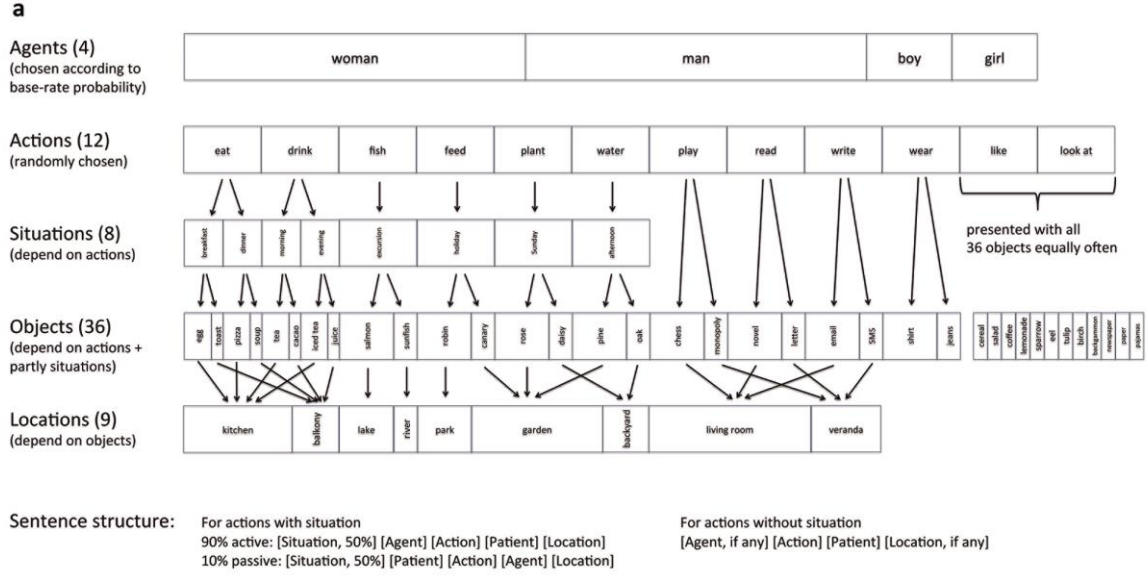 a
Agents (4)
(chosen according to
base-rate probability)
woman man boy girl
Actions (12)
(randomly chosen)
eat drink fish feed plant water play read write wear like look at
Situations (8)
(depend on actions)
breakfast dinner morning evening excursion holiday Sunday afternoon
presented with all
36 objects equally often
Objects (36)
(depend on actions +
partly situations)
egg toast pizza soup tea cacao iced tea juice salmon sunfish robin canary rose daisy pine oak chess monopoly novel letter email SMS shirt jeans cereal salad coffee lemonade sparrow eel tulip birch backgammon newspaper paper pajamas
Locations (9)
(depend on objects)
kitchen balkony lake river park garden backyard living room veranda
Sentence structure:
For actions with situation
90% active: [Situation, 50%] [Agent] [Action] [Patient] [Location]
10% passive: [Situation, 50%] [Patient] [Action] [Agent] [Location]
For actions without situation
[Agent, if any] [Action] [Patient] [Location, if any]